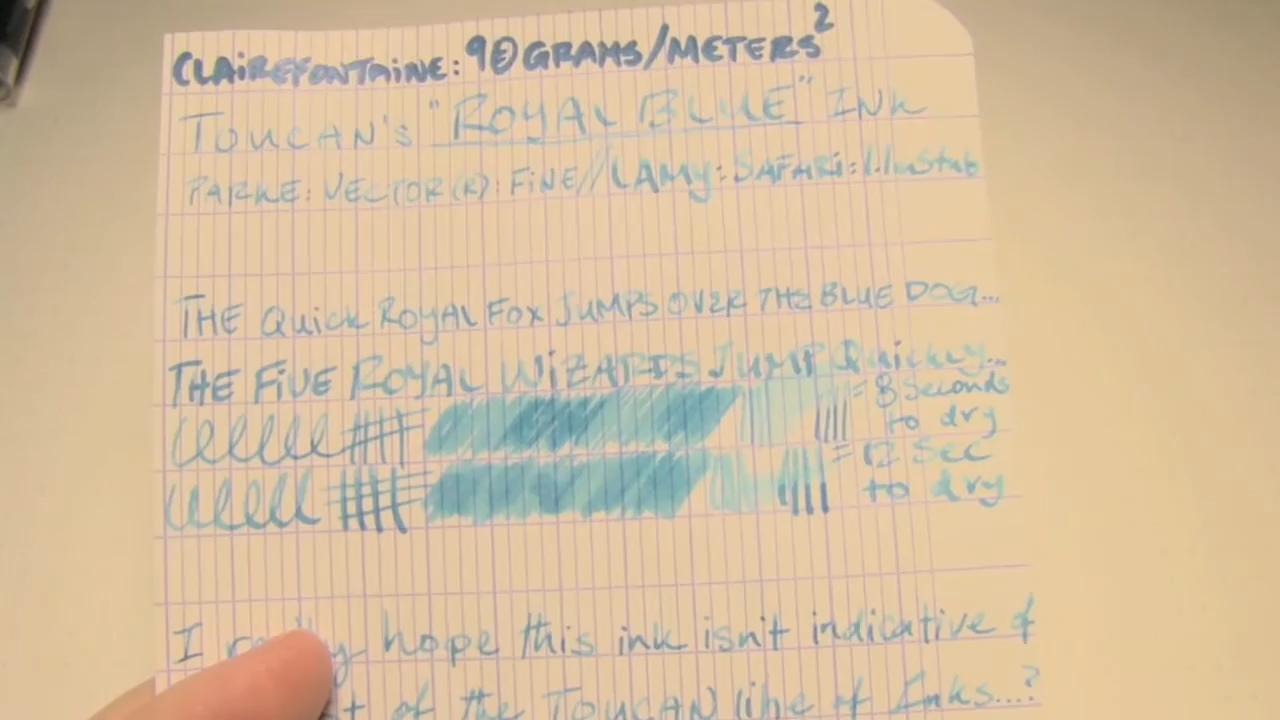 CLAIREFONTAINE: 90 GRAMS/METERS²
TOUCAN'S "ROYAL BLUE" INK
PARKE: VECTOR(R): FINE//LAMY: SAFARI: 1.1m Stub
THE QUICK ROYAL FOX JUMPS OVER THE BLUE DOG...
THE FIVE ROYAL WIZARDS JUMP QUICKLY...
= 8 Seconds
to dry
= 12 Sec
to dry
I really hope this ink isn't indicative of
of the TOUCAN line of Inks....?